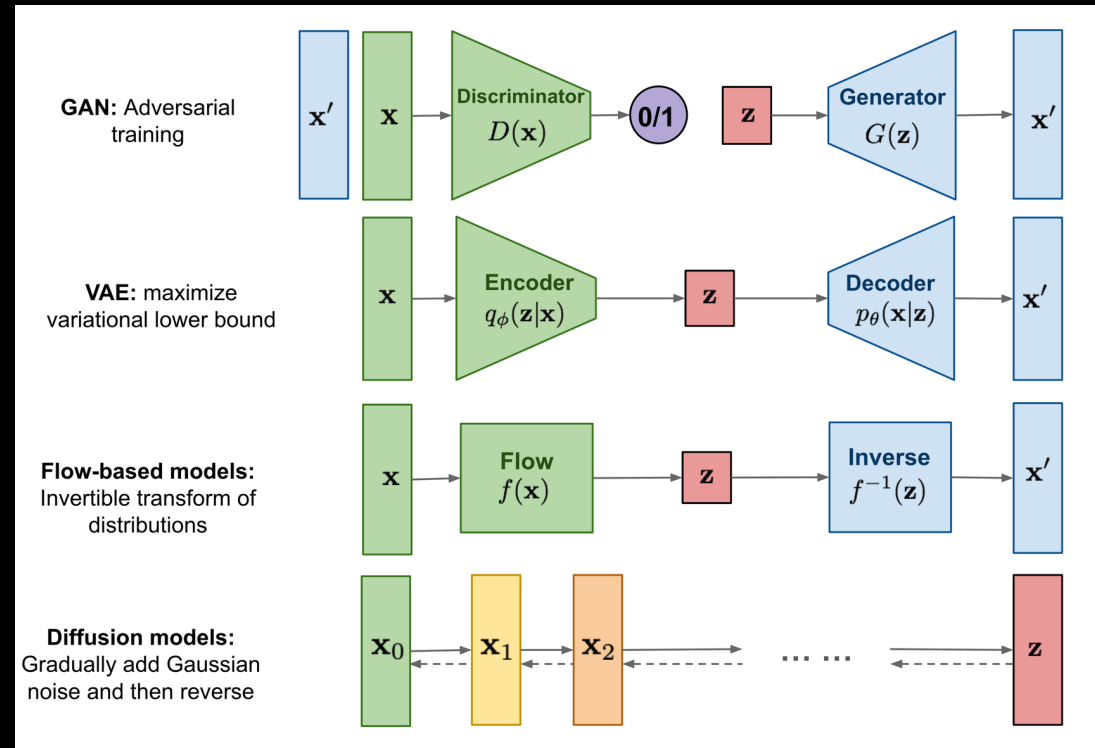 GAN: Adversarial
training
x′
x
Discriminator
D(x)
0/1
z
Generator
G(z)
x′
VAE: maximize
variational lower bound
x
Encoder
qϕ(z|x)
z
Decoder
pθ(x|z)
x′
Flow-based models:
Invertible transform of
distributions
x
Flow
f(x)
z
Inverse
f⁻¹(z)
x′
Diffusion models:
Gradually add Gaussian
noise and then reverse
x₀
x₁
x₂
... ...
z